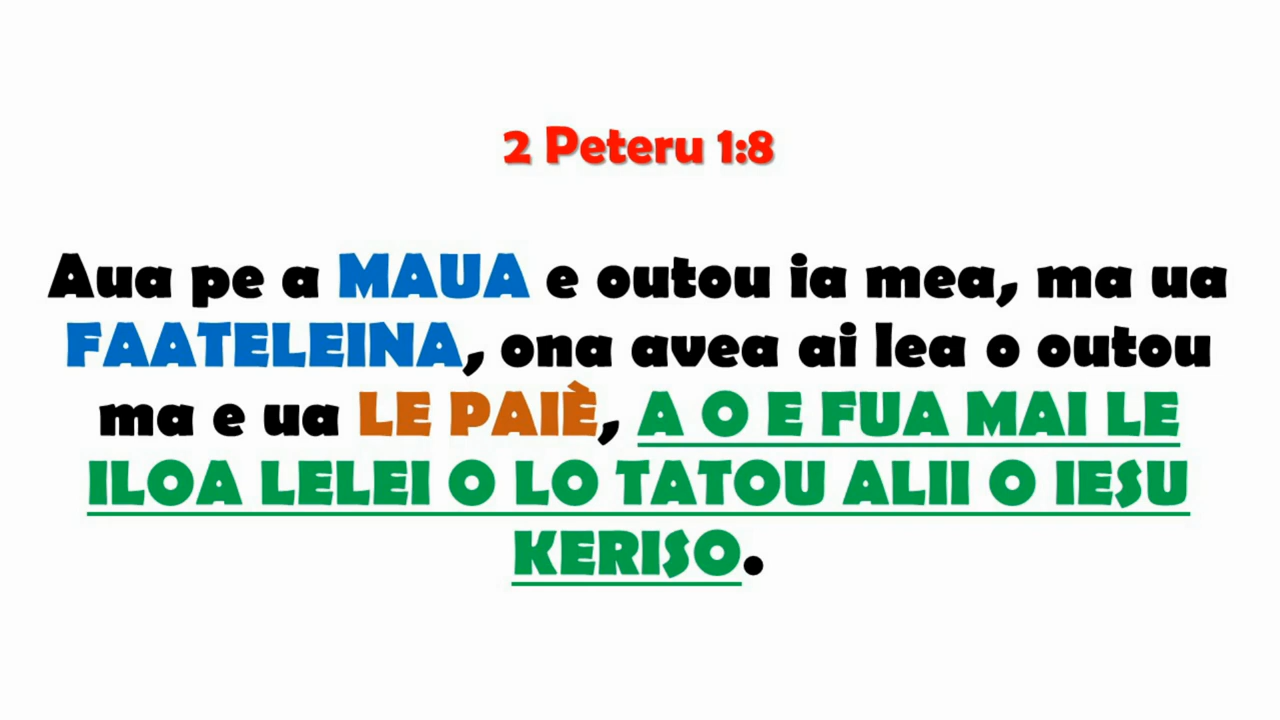 2 Peteru 1:8
Aua pe a MAUA e outou ia mea, ma ua
FAATELEINA, ona avea ai lea o outou
ma e ua LE PAIÈ, A O E FUA MAI LE
ILOA LELEI O LO TATOU ALII O IESU
KERISO.